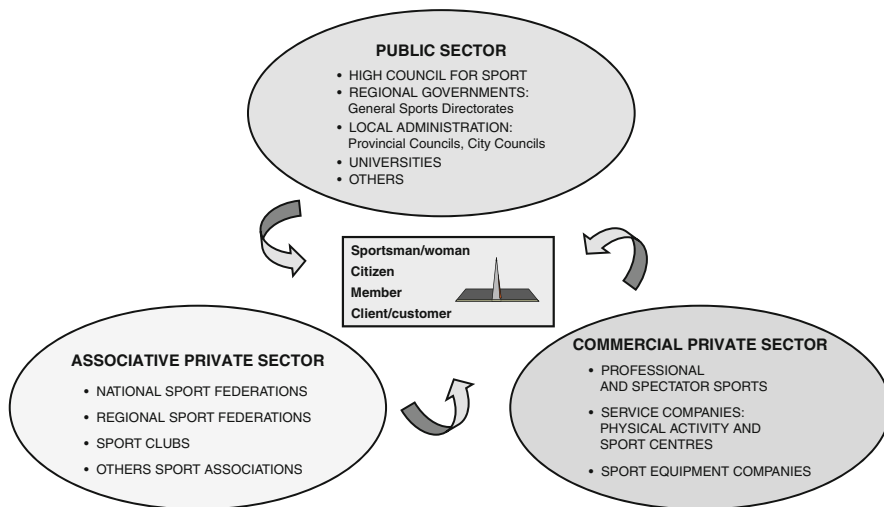 PUBLIC SECTOR
• HIGH COUNCIL FOR SPORT
• REGIONAL GOVERNMENTS:
General Sports Directorates
• LOCAL ADMINISTRATION:
Provincial Councils, City Councils
• UNIVERSITIES
• OTHERS
Sportsman/woman
Citizen
Member
Client/customer
ASSOCIATIVE PRIVATE SECTOR
• NATIONAL SPORT FEDERATIONS
• REGIONAL SPORT FEDERATIONS
• SPORT CLUBS
• OTHERS SPORT ASSOCIATIONS
COMMERCIAL PRIVATE SECTOR
• PROFESSIONAL
AND SPECTATOR SPORTS
• SERVICE COMPANIES:
PHYSICAL ACTIVITY AND
SPORT CENTRES
• SPORT EQUIPMENT COMPANIES